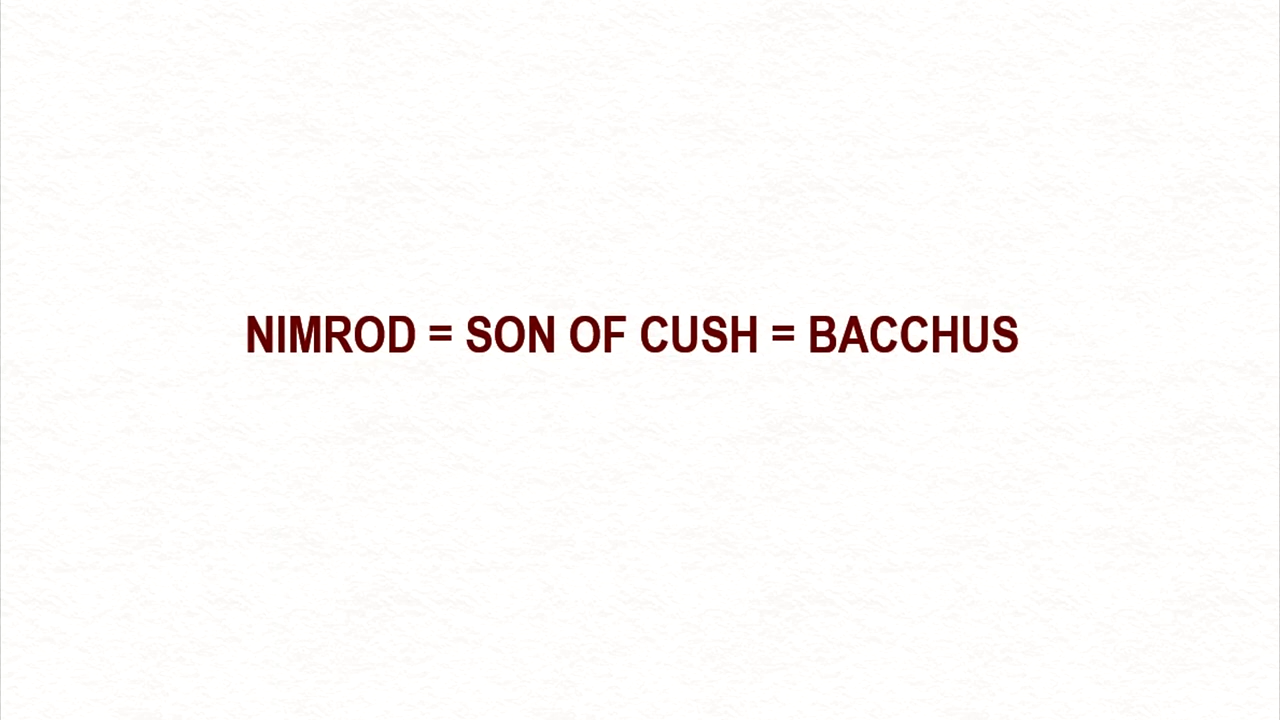 NIMROD = SON OF CUSH = BACCHUS